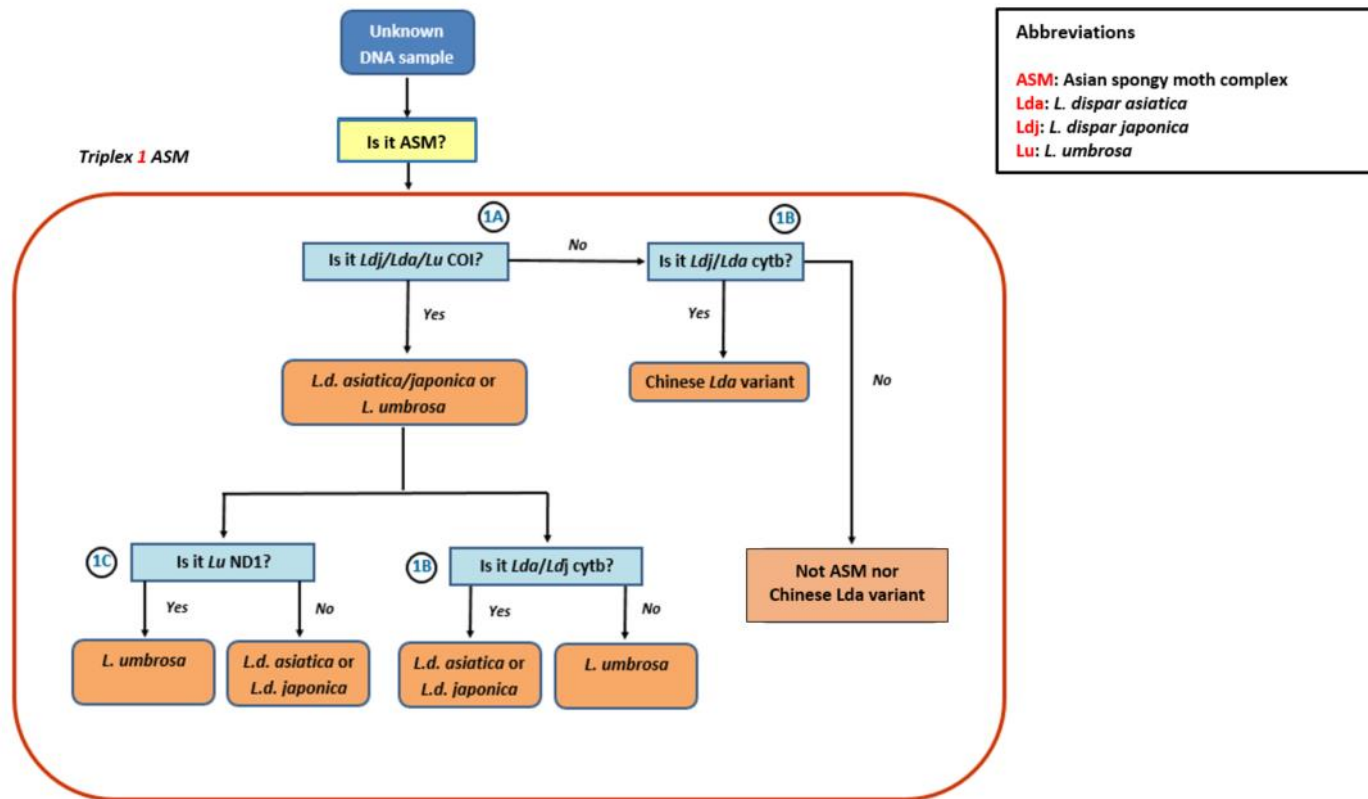 Unknown
DNA sample
Abbreviations
ASM: Asian spongy moth complex
Lda: L. dispar asiatica
Ldj: L. dispar japonica
Lu: L. umbrosa
Is it ASM?
Triplex 1 ASM
1A
1B
Is it Ldj/Lda/Lu COI?
No
Is it Ldj/Lda cytb?
Yes
Yes
No
L.d. asiatica/japonica or
L. umbrosa
Chinese Lda variant
1C
Is it Lu ND1?
1B
Is it Lda/Ldj cytb?
Not ASM nor
Chinese Lda variant
Yes
No
Yes
No
L. umbrosa
L.d. asiatica or
L.d. japonica
L.d. asiatica or
L.d. japonica
L. umbrosa